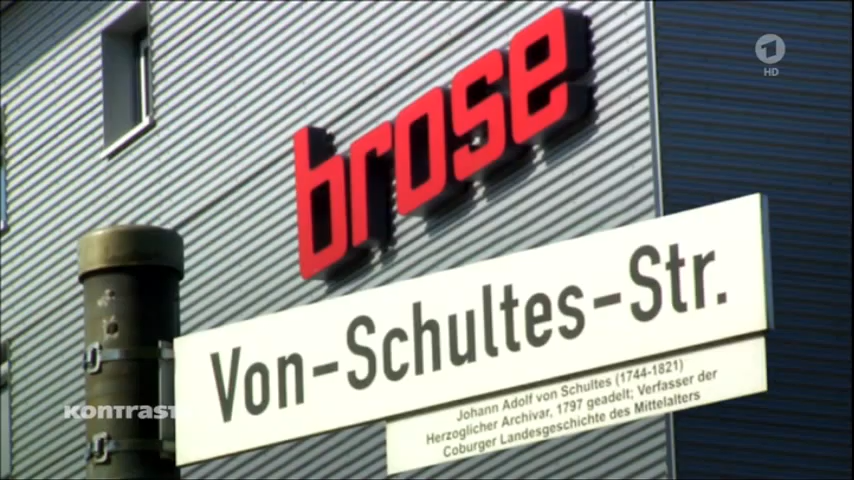 1
HD
brose
Von-Schultes-Str.
Johann Adolf von Schultes (1744-1821)
Herzoglicher Archivar, 1797 geadelt; Verfasser der
Coburger Landesgeschichte des Mittelalters
KONTRAST